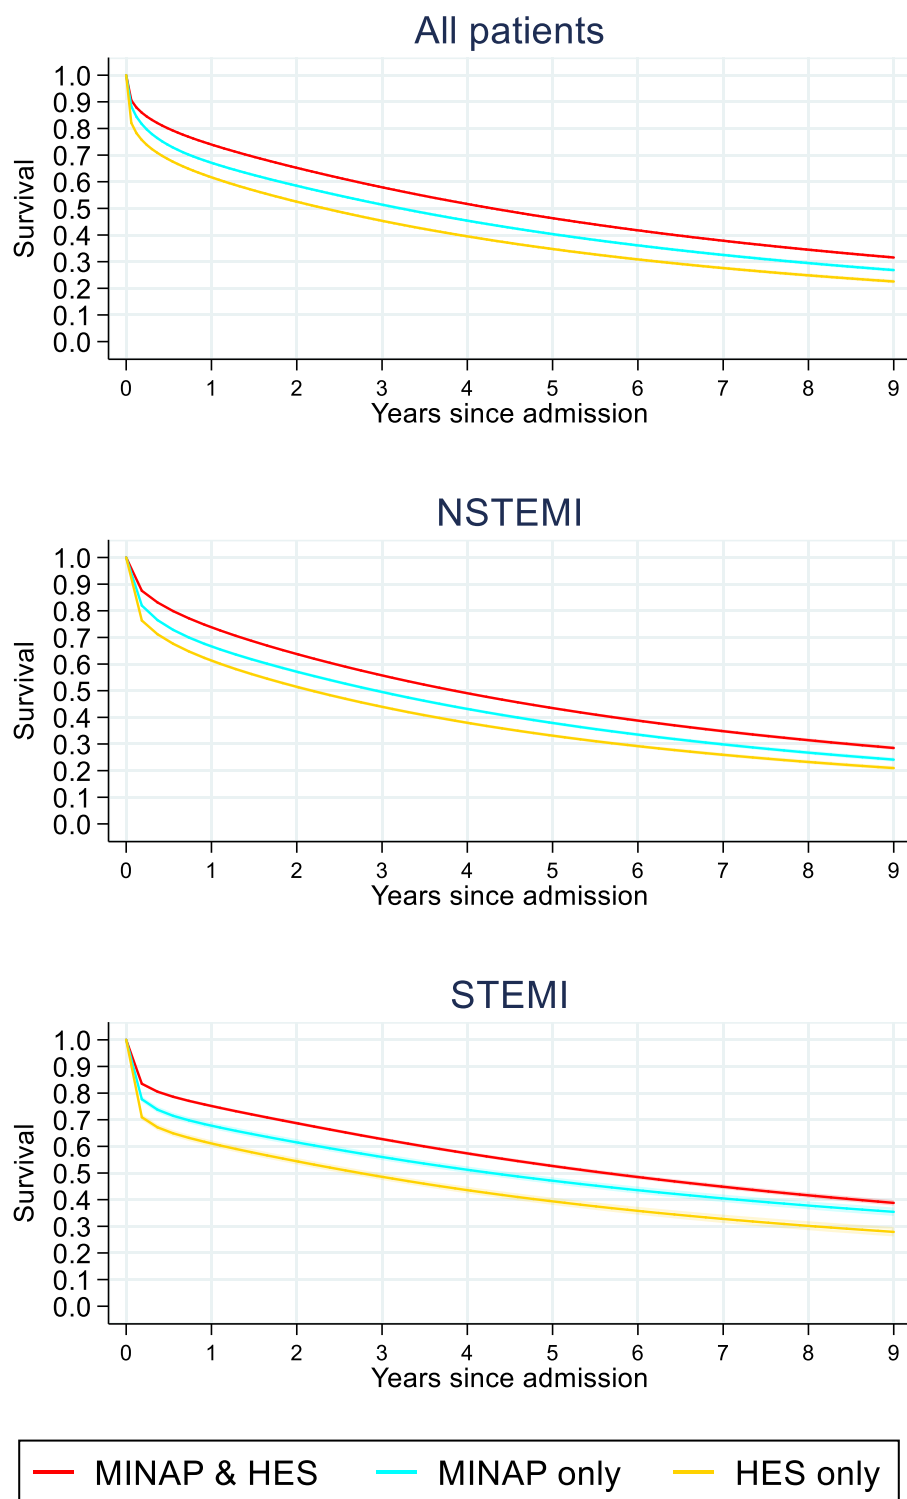 All patients
1.0
0.9
0.8
0.7
0.6
0.5
0.4
0.3
0.2
0.1
0.0
Survival
0 1 2 3 4 5 6 7 8 9
Years since admission
NSTEMI
1.0
0.9
0.8
0.7
0.6
0.5
0.4
0.3
0.2
0.1
0.0
Survival
0 1 2 3 4 5 6 7 8 9
Years since admission
STEMI
1.0
0.9
0.8
0.7
0.6
0.5
0.4
0.3
0.2
0.1
0.0
Survival
0 1 2 3 4 5 6 7 8 9
Years since admission
MINAP & HES MINAP only HES only